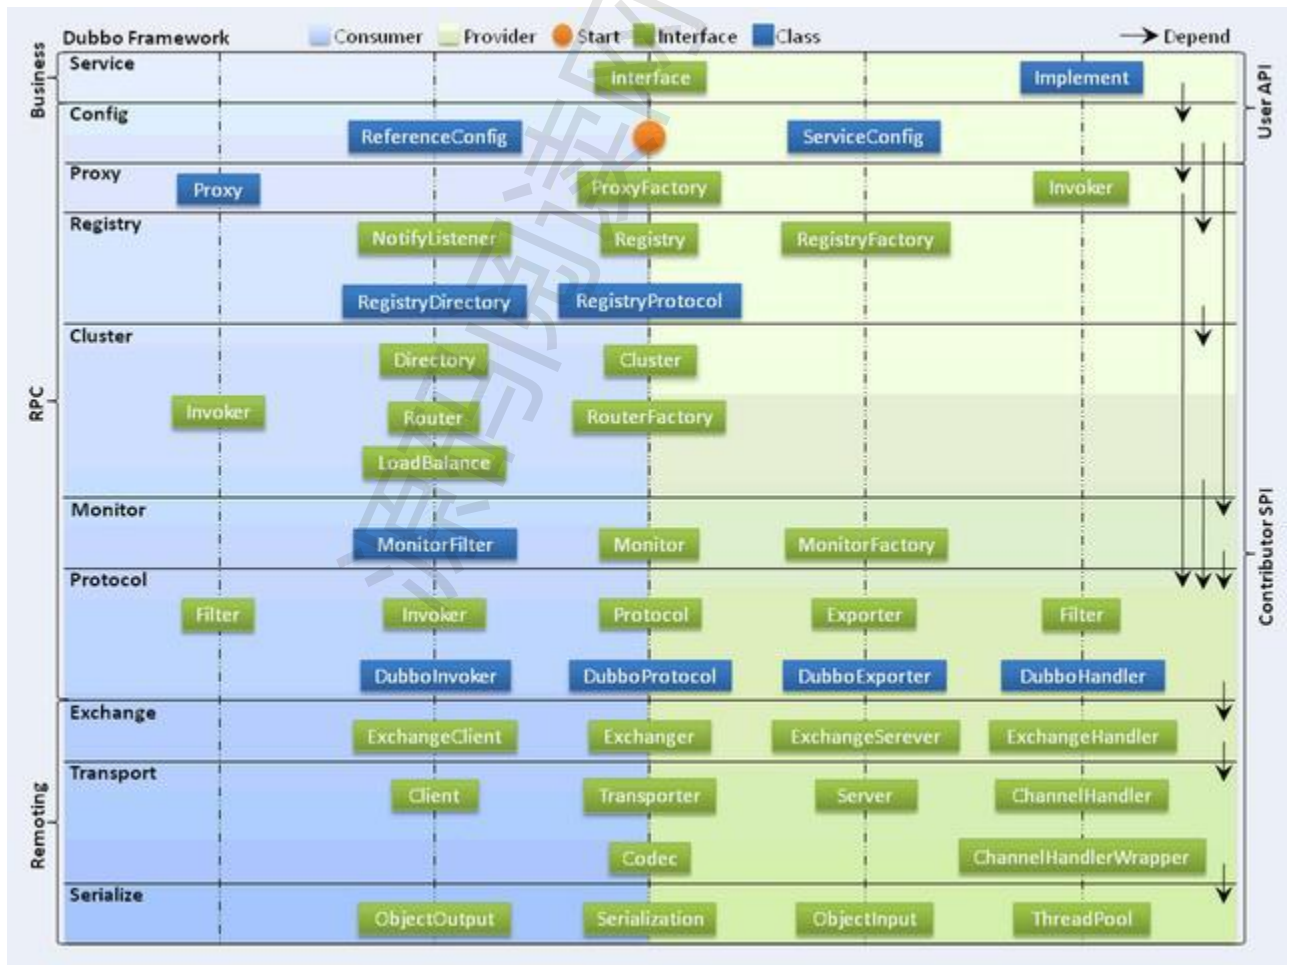 Dubbo Framework Consumer Provider Start Interface Class Depend
Business
User API
Service
Interface Implement
Config
ReferenceConfig ServiceConfig
RPC
Contributor SPI
Proxy
Proxy ProxyFactory Invoker
Registry
NotifyListener Registry RegistryFactory
RegistryDirectory RegistryProtocol
Cluster
Directory Cluster
Invoker Router RouterFactory
LoadBalance
Monitor
MonitorFilter Monitor MonitorFactory
Protocol
Filter Invoker Protocol Exporter Filter
DubboInvoker DubboProtocol DubboExporter DubboHandler
Remoting
Exchange
ExchangeClient Exchanger ExchangeSerever ExchangeHandler
Transport
Client Transporter Server ChannelHandler
Codec ChannelHandlerWrapper
Serialize
ObjectOutput Serialization ObjectInput ThreadPool